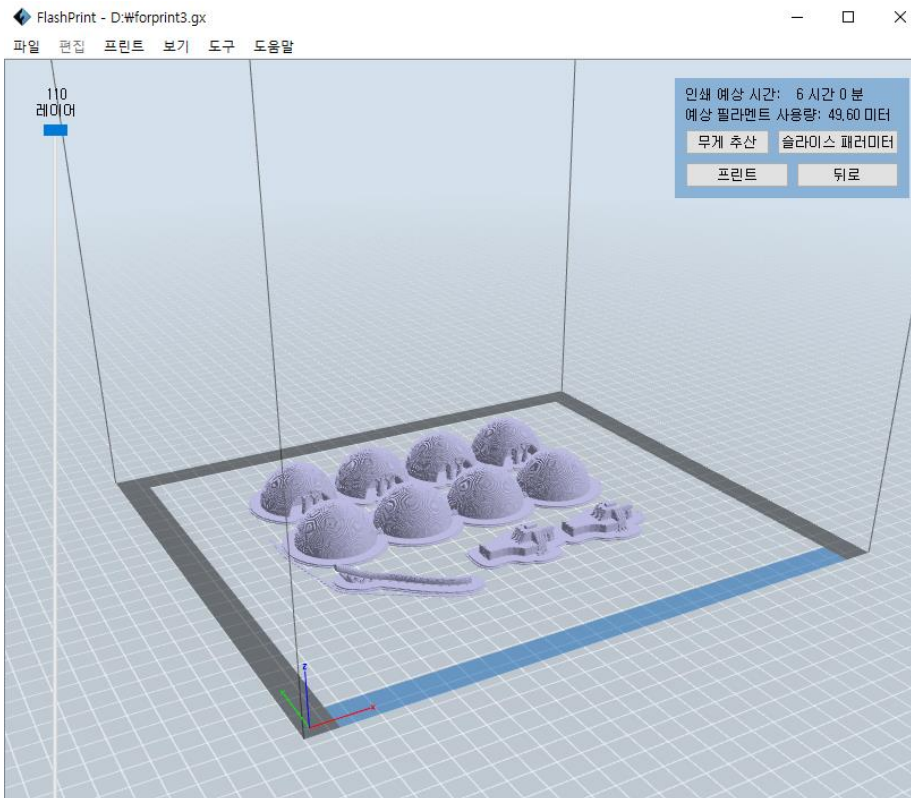 FlashPrint - D:₩forprint3.gx
파일 편집 프린트 보기 도구 도움말
110
레이어
인쇄 예상 시간: 6 시간 0 분
예상 필라멘트 사용량: 49,60 미터
무게 추산 슬라이스 패러미터
프린트 뒤로
z
x